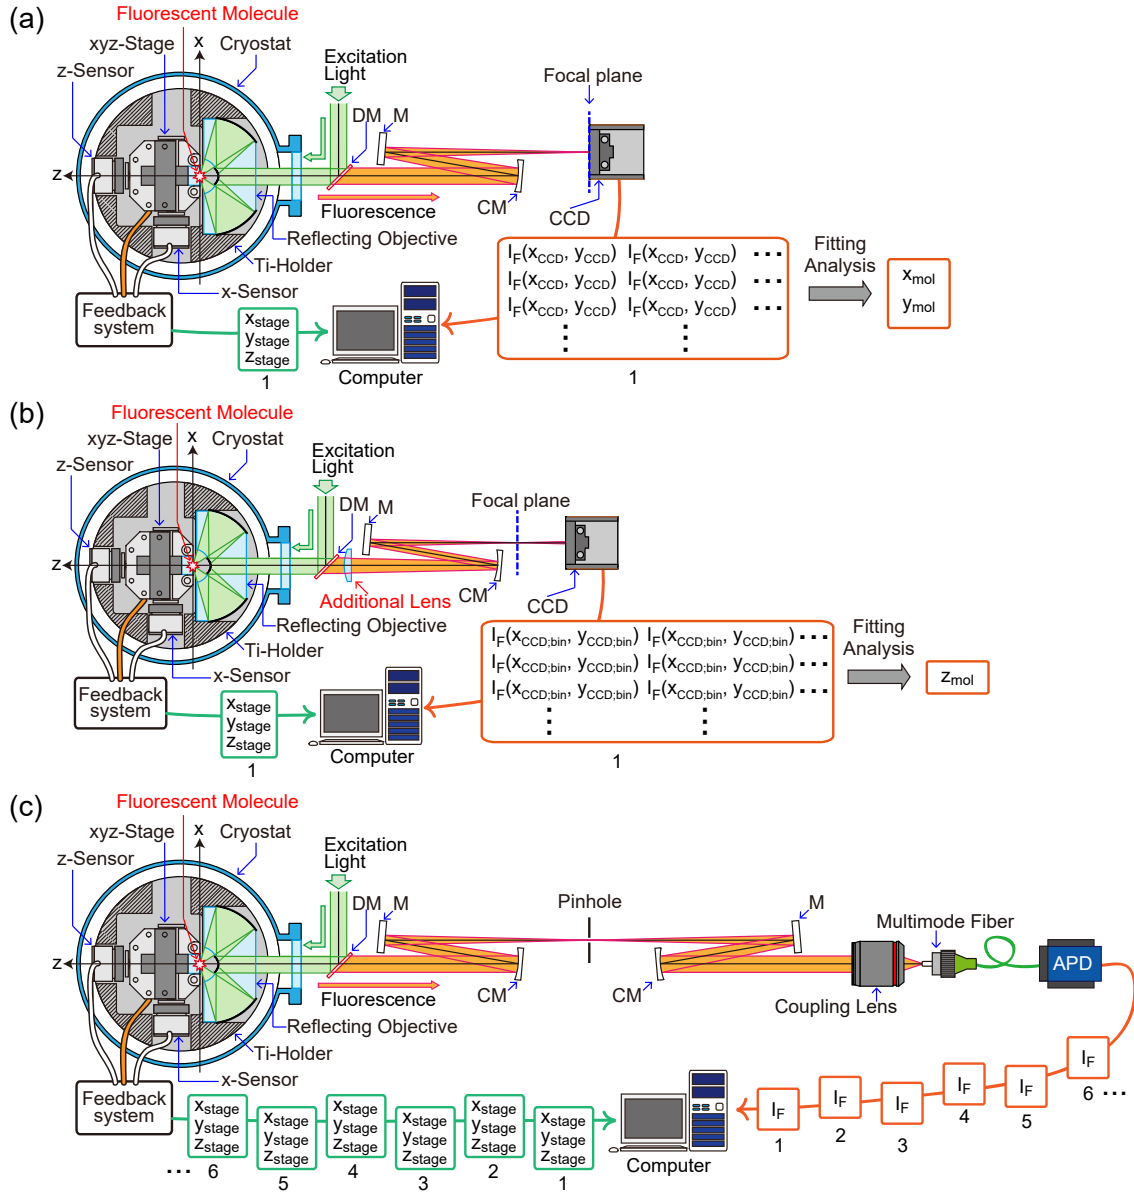 (a)
Fluorescent Molecule
xyz-Stage
x
Cryostat
z-Sensor
Excitation
Light
DM
M
Focal plane
z
CM
CCD
Fluorescence
Reflecting Objective
Ti-Holder
x-Sensor
Feedback
system
xstage
ystage
zstage
1
Computer
IF(xCCD, yCCD) IF(xCCD, yCCD) ...
IF(xCCD, yCCD) IF(xCCD, yCCD) ...
IF(xCCD, yCCD) IF(xCCD, yCCD) ...
1
Fitting
Analysis
xmol
ymol
(b)
Fluorescent Molecule
xyz-Stage
x
Cryostat
z-Sensor
Excitation
Light
DM
M
Focal plane
z
CM
CCD
Additional Lens
Reflecting Objective
Ti-Holder
x-Sensor
Feedback
system
xstage
ystage
zstage
1
Computer
IF(xCCD;bin, yCCD;bin) IF(xCCD;bin, yCCD;bin) ...
IF(xCCD;bin, yCCD;bin) IF(xCCD;bin, yCCD;bin) ...
IF(xCCD;bin, yCCD;bin) IF(xCCD;bin, yCCD;bin) ...
1
Fitting
Analysis
zmol
(c)
Fluorescent Molecule
xyz-Stage
x
Cryostat
z-Sensor
Excitation
Light
DM
M
Pinhole
M
Multimode Fiber
z
CM
CM
APD
Coupling Lens
Fluorescence
Reflecting Objective
Ti-Holder
x-Sensor
Feedback
system
xstage
ystage
zstage
... 6
xstage
ystage
zstage
5
xstage
ystage
zstage
4
xstage
ystage
zstage
3
xstage
ystage
zstage
2
xstage
ystage
zstage
1
Computer
IF
1
IF
2
IF
3
IF
4
IF
5
IF
6 ...